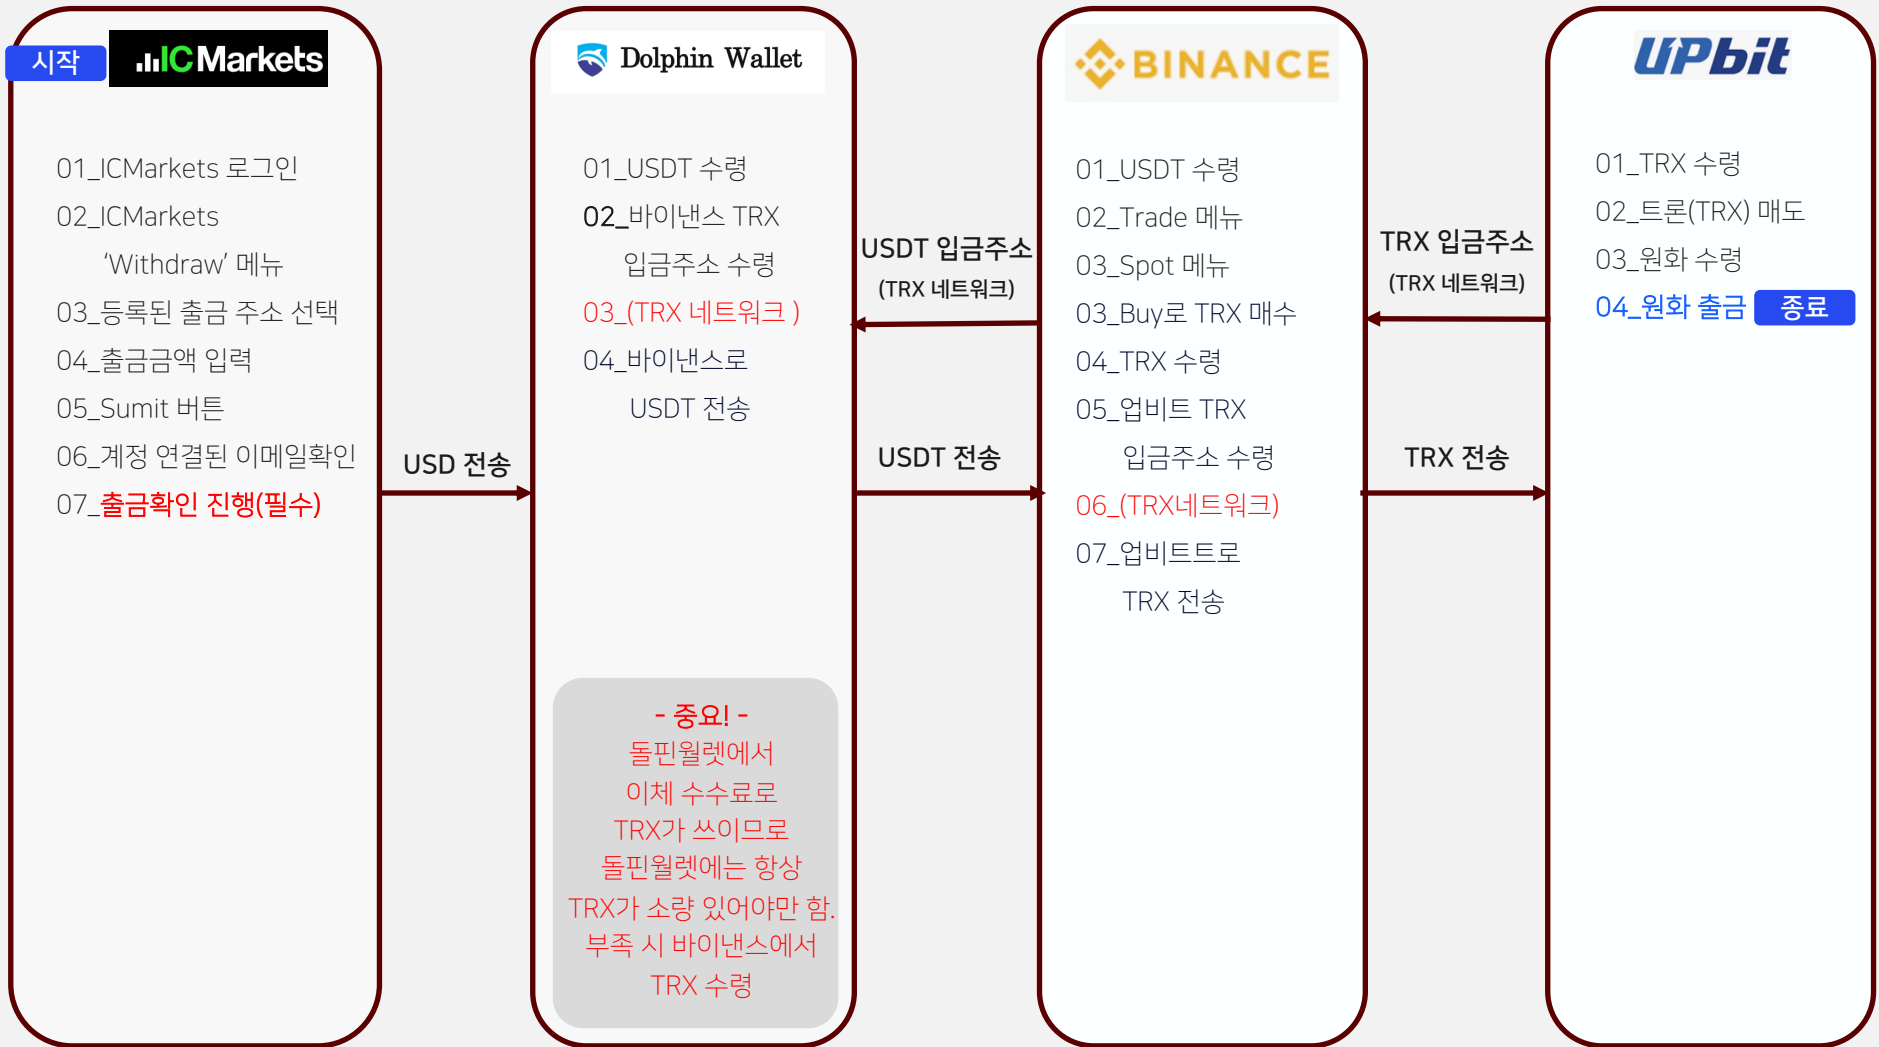 시작
ICMarkets
01_ICMarkets 로그인
02_ICMarkets
‘Withdraw’ 메뉴
03_등록된 출금 주소 선택
04_출금금액 입력
05_Sumit 버튼
06_계정 연결된 이메일확인
07_출금확인 진행(필수)
USD 전송
Dolphin Wallet
01_USDT 수령
02_바이낸스 TRX
입금주소 수령
03_(TRX 네트워크 )
04_바이낸스로
USDT 전송
- 중요! -
돌핀월렛에서
이체 수수료로
TRX가 쓰이므로
돌핀월렛에는 항상
TRX가 소량 있어야만 함.
부족 시 바이낸스에서
TRX 수령
USDT 입금주소
(TRX 네트워크)
USDT 전송
BINANCE
01_USDT 수령
02_Trade 메뉴
03_Spot 메뉴
03_Buy로 TRX 매수
04_TRX 수령
05_업비트 TRX
입금주소 수령
06_(TRX네트워크)
07_업비트트로
TRX 전송
TRX 입금주소
(TRX 네트워크)
TRX 전송
UPbit
01_TRX 수령
02_트론(TRX) 매도
03_원화 수령
04_원화 출금
종료